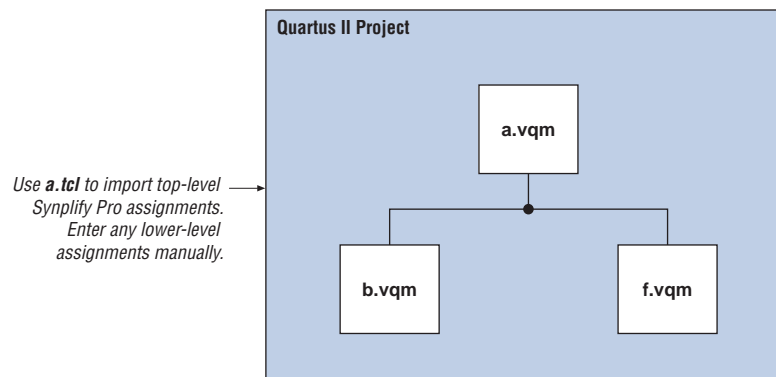 Quartus II Project
a.vqm
Use a.tcl to import top-level
Synplify Pro assignments.
Enter any lower-level
assignments manually.
b.vqm
f.vqm